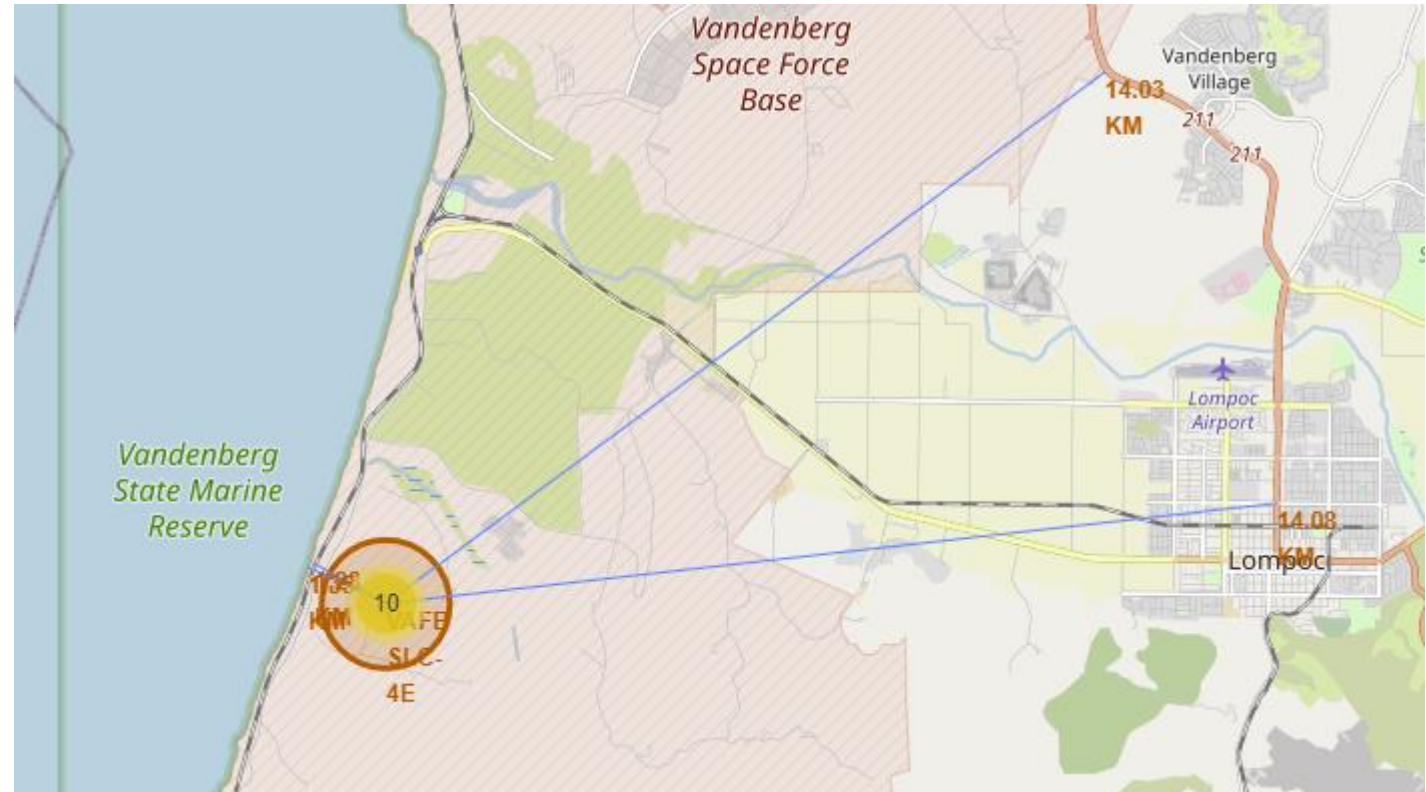 Vandenberg
Space Force
Base
Vandenberg
Village
14.03
KM
211
211
Lompoc
Airport
Vandenberg
State Marine
Reserve
14.08
KM
Lompoc
10
KM
VAFB
SLC-
4E
S